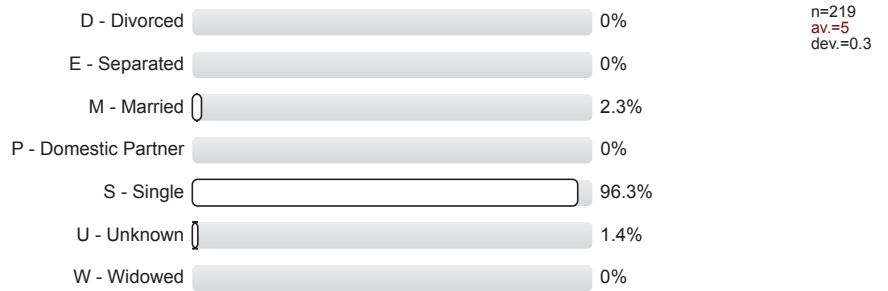 D - Divorced 0%
E - Separated 0%
M - Married 2.3%
P - Domestic Partner 0%
S - Single 96.3%
U - Unknown 1.4%
W - Widowed 0%
n=219
av.=5
dev.=0.3